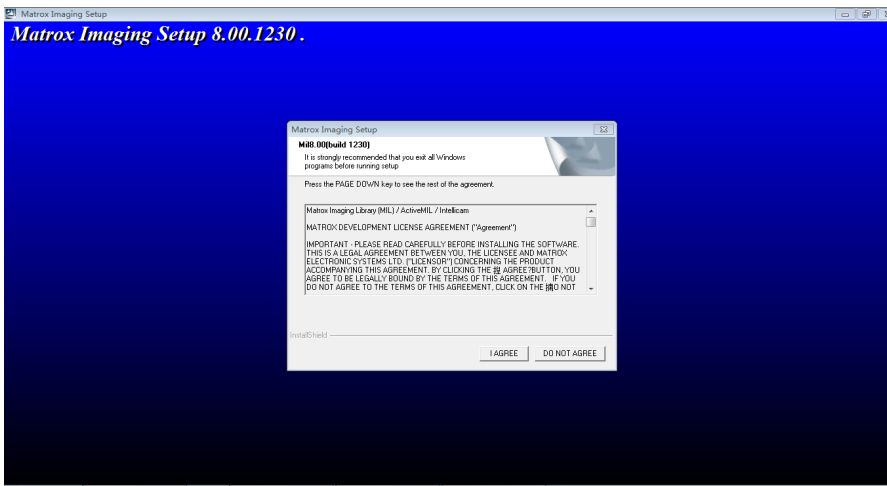 Matrox Imaging Setup
Matrox Imaging Setup 8.00.1230 .
Matrox Imaging Setup
Mil8.00(build 1230)
It is strongly recommended that you exit all Windows
programs before running setup
Press the PAGE DOWN key to see the rest of the agreement.
Matrox Imaging Library (MIL) / ActiveMIL / Intellicam
MATROX DEVELOPMENT LICENSE AGREEMENT ("Agreement")
IMPORTANT - PLEASE READ CAREFULLY BEFORE INSTALLING THE SOFTWARE.
THIS IS A LEGAL AGREEMENT BETWEEN YOU, THE LICENSEE AND MATROX
ELECTRONIC SYSTEMS LTD. ("LICENSOR") CONCERNING THE PRODUCT
ACCOMPANYING THIS AGREEMENT. BY CLICKING THE 揑 AGREE?BUTTON, YOU
AGREE TO BE LEGALLY BOUND BY THE TERMS OF THIS AGREEMENT. IF YOU
DO NOT AGREE TO THE TERMS OF THIS AGREEMENT, CLICK ON THE 揹O NOT
InstallShield
I AGREE
DO NOT AGREE